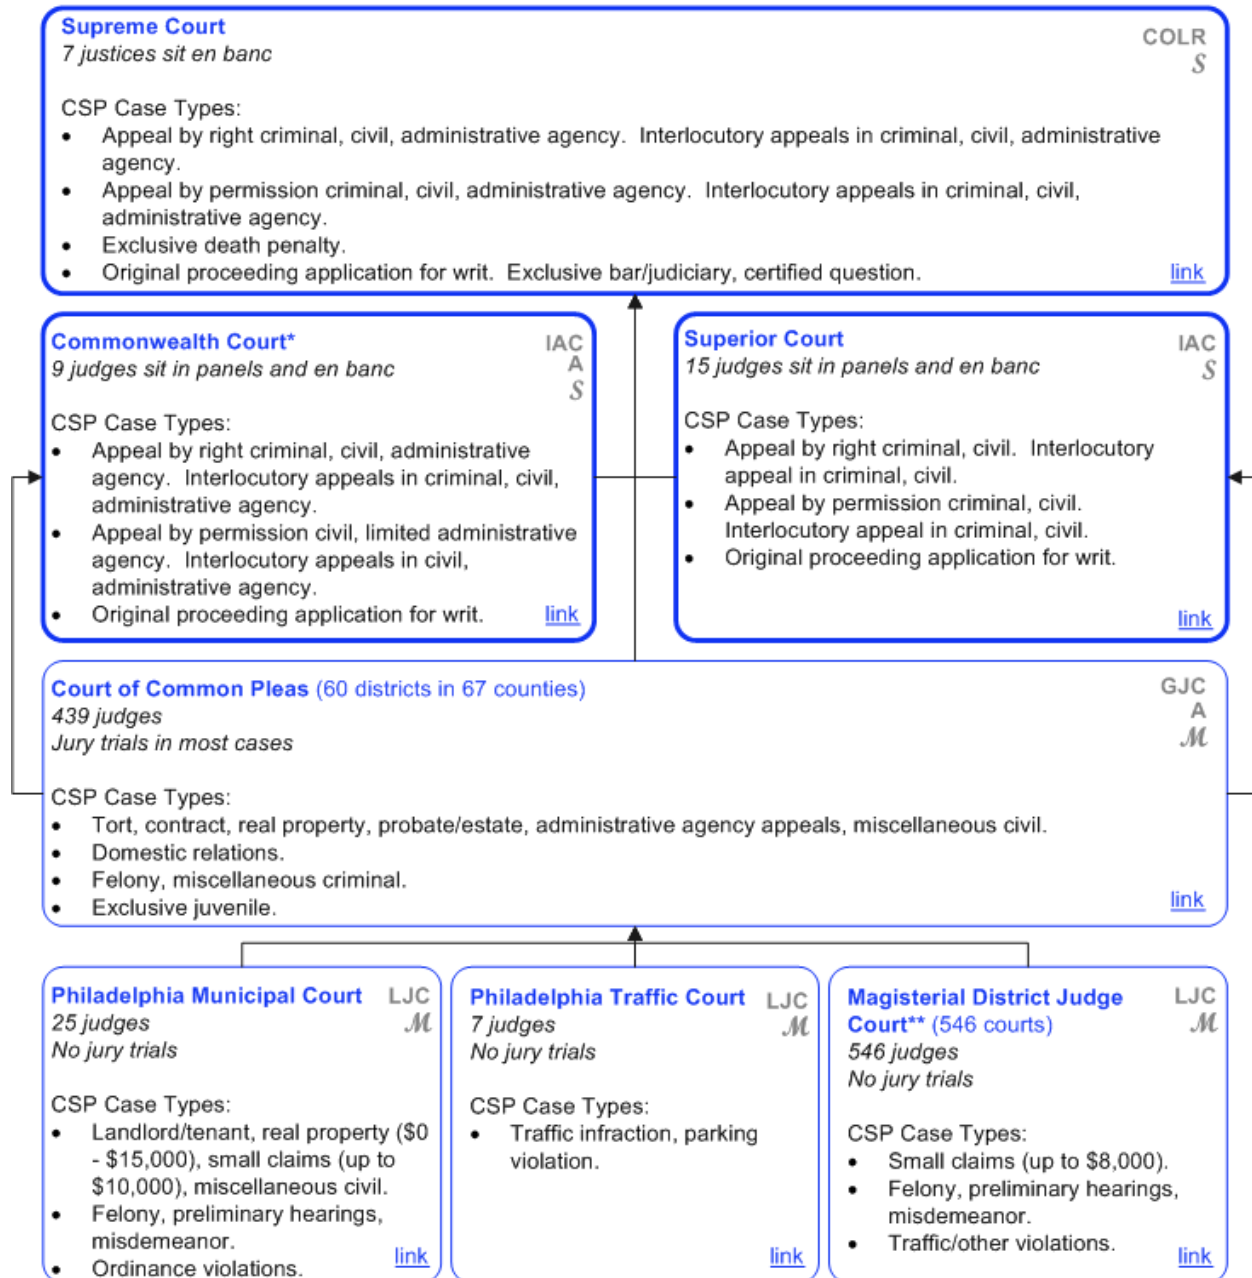 Supreme Court
COLR
7 justices sit en banc
S
CSP Case Types:
• Appeal by right criminal, civil, administrative agency. Interlocutory appeals in criminal, civil, administrative
agency.
• Appeal by permission criminal, civil, administrative agency. Interlocutory appeals in criminal, civil,
administrative agency.
• Exclusive death penalty.
• Original proceeding application for writ. Exclusive bar/judiciary, certified question.
link
Commonwealth Court*
IAC
9 judges sit in panels and en banc
A
S
CSP Case Types:
• Appeal by right criminal, civil, administrative
agency. Interlocutory appeals in criminal, civil,
administrative agency.
• Appeal by permission civil, limited administrative
agency. Interlocutory appeals in civil,
administrative agency.
• Original proceeding application for writ.
link
Superior Court
IAC
15 judges sit in panels and en banc
S
CSP Case Types:
• Appeal by right criminal, civil. Interlocutory
appeal in criminal, civil.
• Appeal by permission criminal, civil.
Interlocutory appeal in criminal, civil.
• Original proceeding application for writ.
link
Court of Common Pleas (60 districts in 67 counties)
GJC
439 judges
A
Jury trials in most cases
M
CSP Case Types:
• Tort, contract, real property, probate/estate, administrative agency appeals, miscellaneous civil.
• Domestic relations.
• Felony, miscellaneous criminal.
• Exclusive juvenile.
link
Philadelphia Municipal Court
LJC
25 judges
M
No jury trials
CSP Case Types:
• Landlord/tenant, real property ($0
- $15,000), small claims (up to
$10,000), miscellaneous civil.
• Felony, preliminary hearings,
misdemeanor.
• Ordinance violations.
link
Philadelphia Traffic Court
LJC
7 judges
M
No jury trials
CSP Case Types:
• Traffic infraction, parking
violation.
link
Magisterial District Judge
LJC
Court** (546 courts)
M
546 judges
No jury trials
CSP Case Types:
• Small claims (up to $8,000).
• Felony, preliminary hearings,
misdemeanor.
• Traffic/other violations.
link